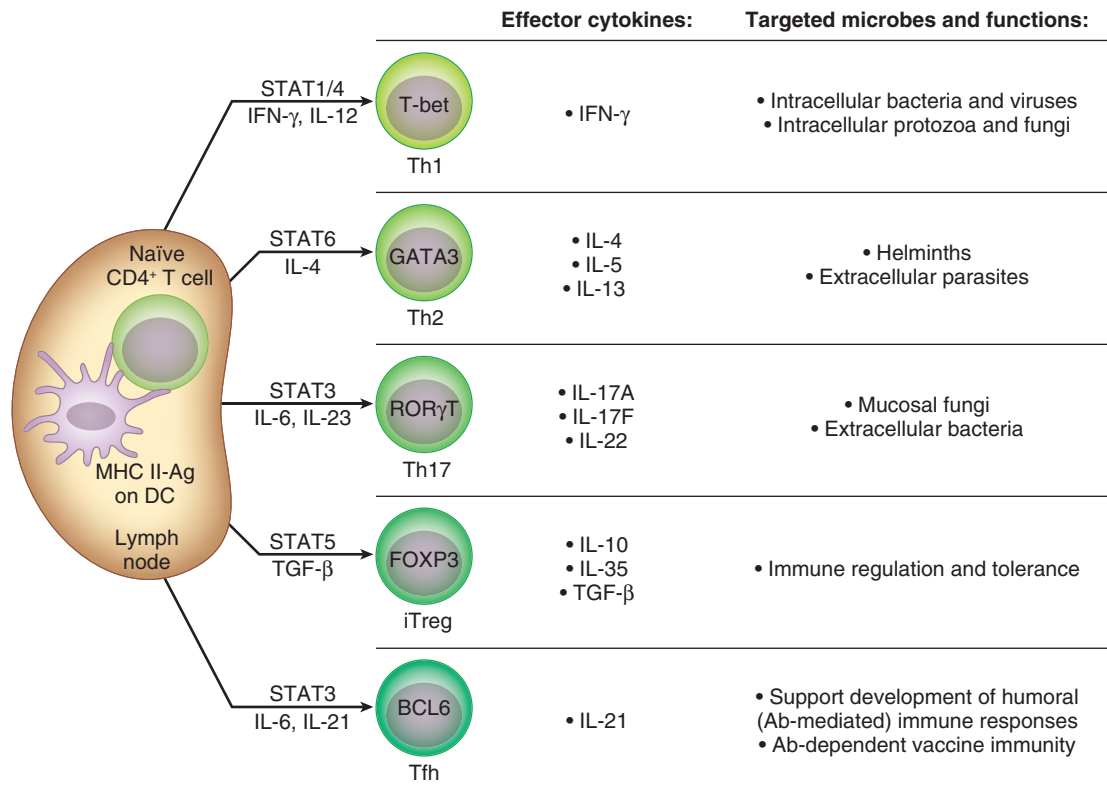 Effector cytokines:
Targeted microbes and functions:
STAT1/4
IFN-γ, IL-12
T-bet
Th1
• IFN-γ
• Intracellular bacteria and viruses
• Intracellular protozoa and fungi
Naïve
CD4⁺ T cell
MHC II-Ag
on DC
Lymph
node
STAT6
IL-4
GATA3
Th2
• IL-4
• IL-5
• IL-13
• Helminths
• Extracellular parasites
STAT3
IL-6, IL-23
RORγT
Th17
• IL-17A
• IL-17F
• IL-22
• Mucosal fungi
• Extracellular bacteria
STAT5
TGF-β
FOXP3
iTreg
• IL-10
• IL-35
• TGF-β
• Immune regulation and tolerance
STAT3
IL-6, IL-21
BCL6
Tfh
• IL-21
• Support development of humoral
(Ab-mediated) immune responses
• Ab-dependent vaccine immunity